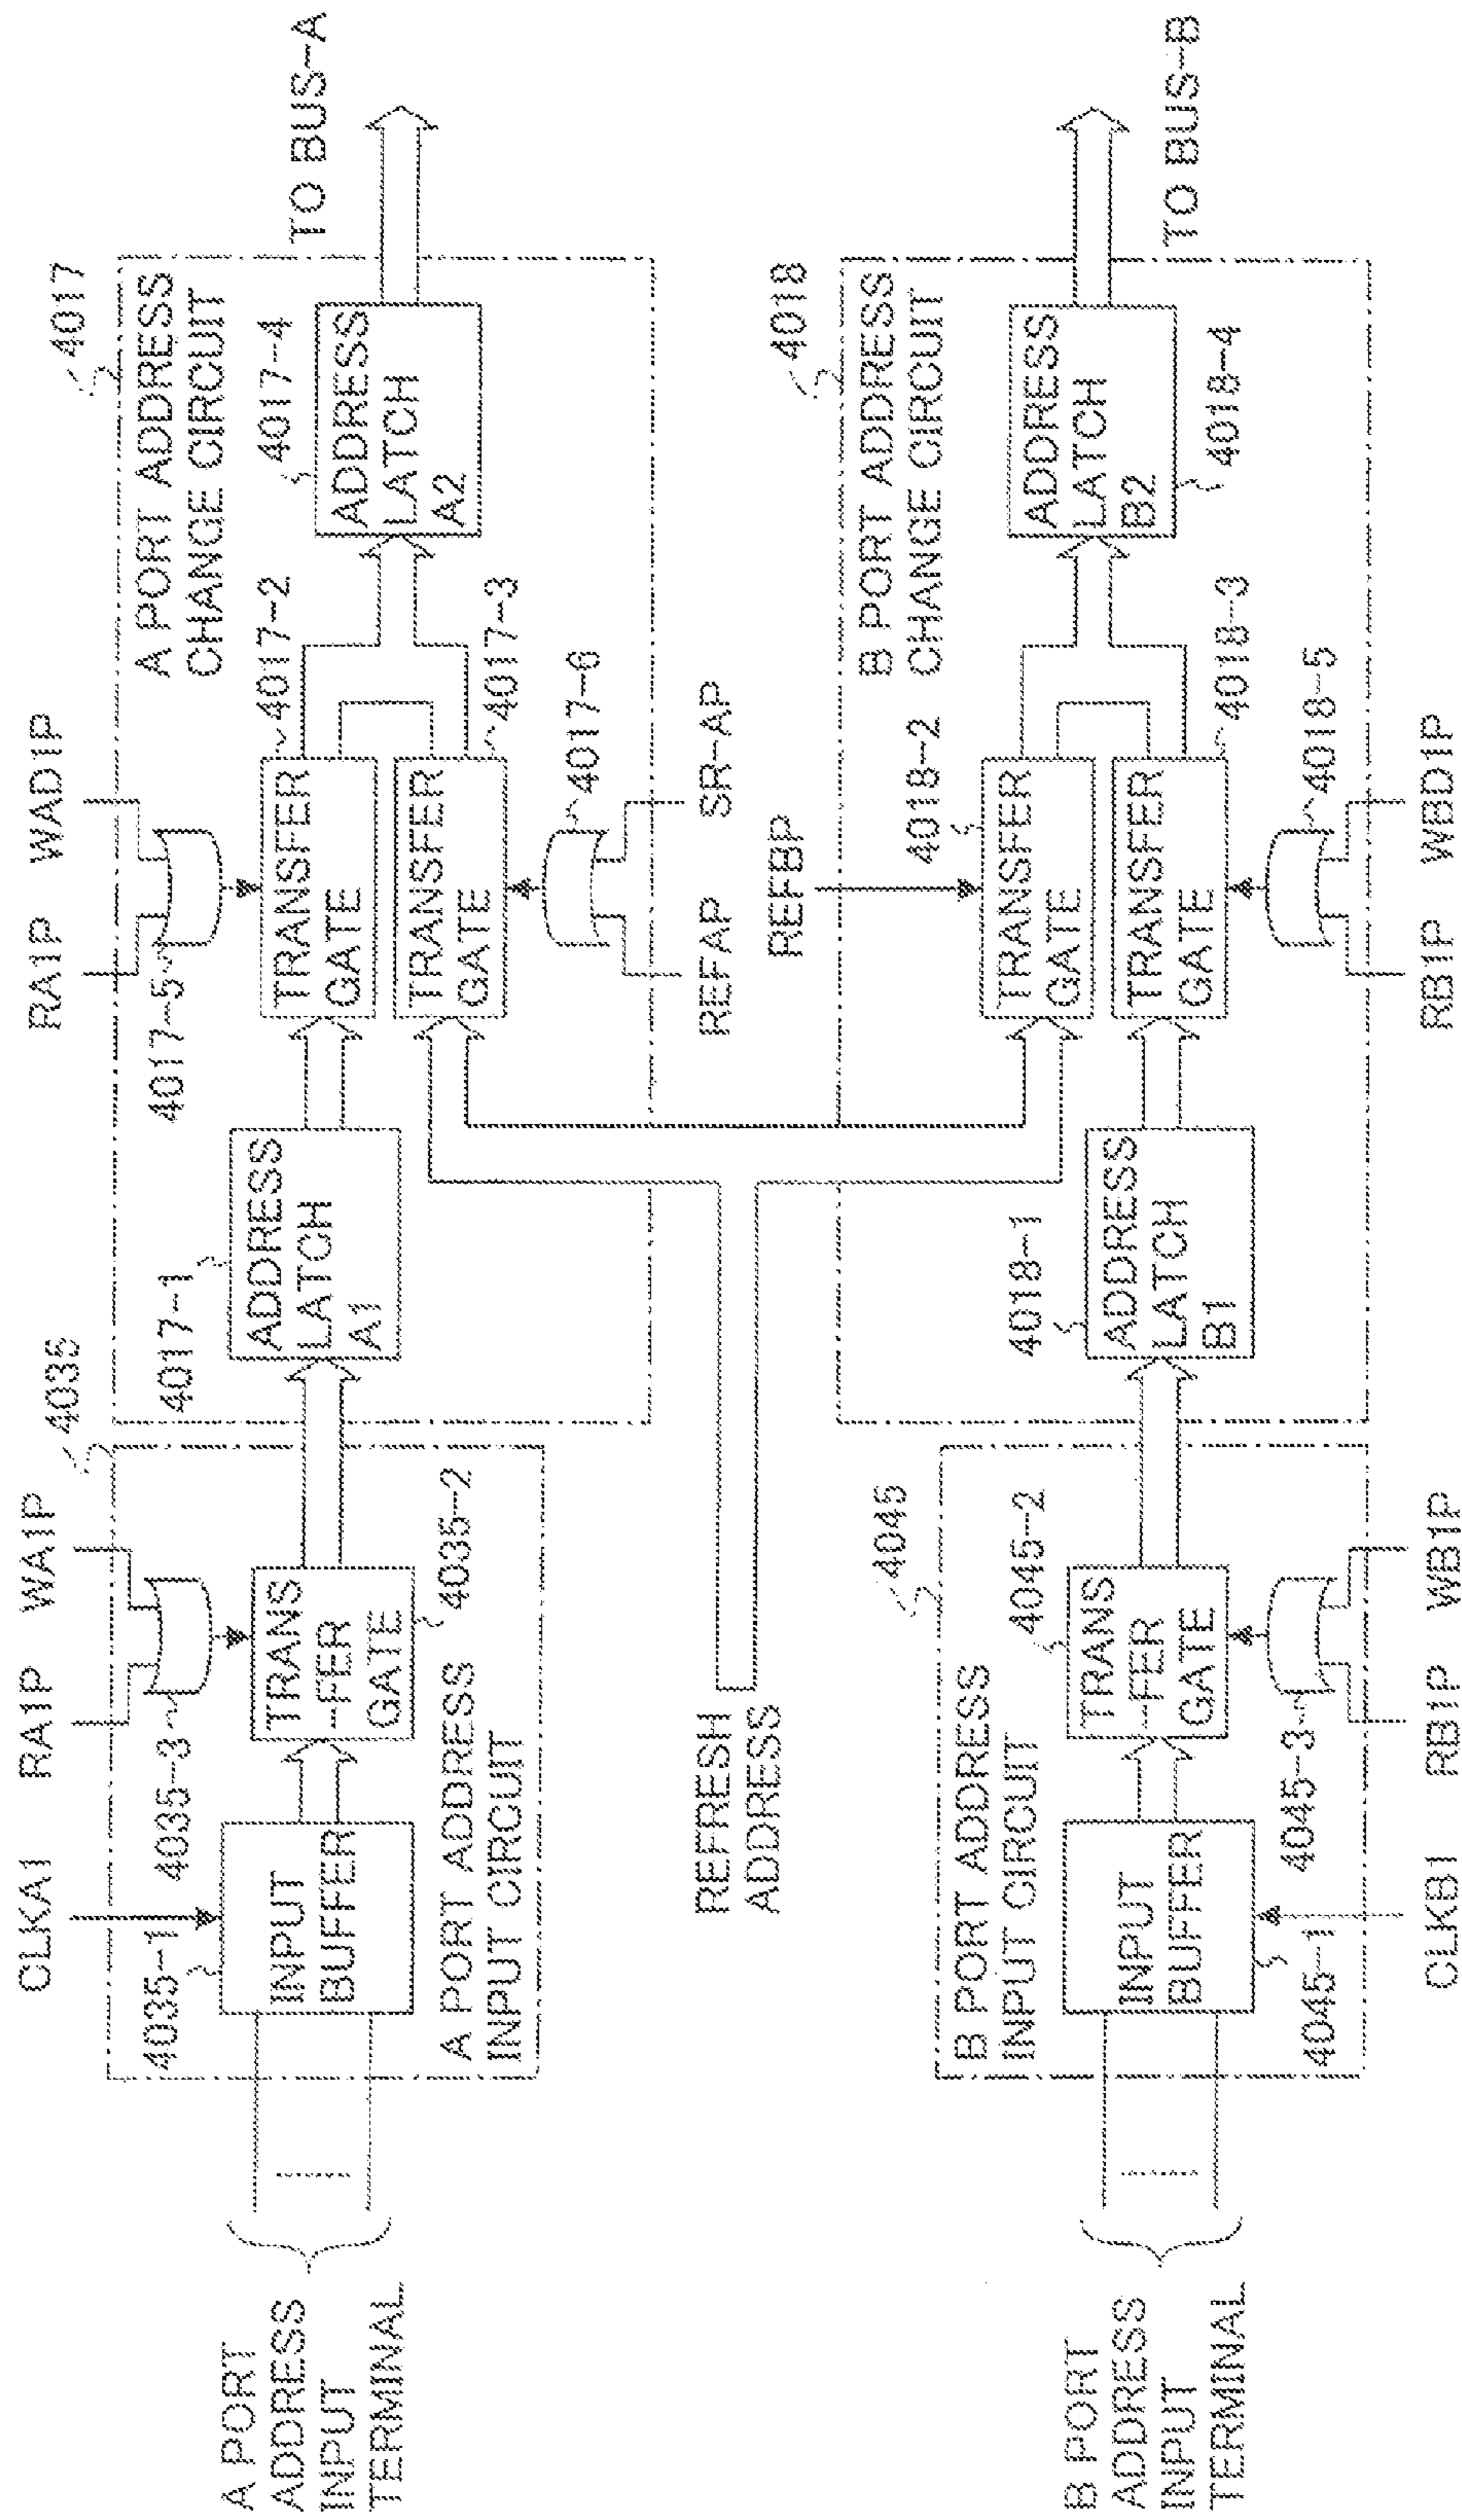 CLKA1
RA1P
WA1P
4035
4035-1
4035-3
INPUT
BUFFER
TRANS
-FER
GATE
4035-2
A PORT ADDRESS
INPUT CIRCUIT
A PORT
ADDRESS
INPUT
TERMINAL
RA1P
WAD1P
4017
4017-1
ADDRESS
LATCH
A1
4017-5
TRANSFER
GATE
4017-2
TRANSFER
GATE
4017-3
4017-6
REFAP
SR-AP
A PORT ADDRESS
CHANGE CIRCUIT
4017-4
ADDRESS
LATCH
A2
TO BUS-A
REFRESH
ADDRESS
4045
B PORT ADDRESS
INPUT CIRCUIT
4045-2
INPUT
BUFFER
TRANS
-FER
GATE
4045-1
4045-3
CLKB1
RB1P
WB1P
B PORT
ADDRESS
INPUT
TERMINAL
REFBP
4018
4018-1
ADDRESS
LATCH
B1
4018-2
TRANSFER
GATE
TRANSFER
GATE
4018-3
4018-5
RB1P
WBD1P
B PORT ADDRESS
CHANGE CIRCUIT
ADDRESS
LATCH
B2
4018-4
TO BUS-B